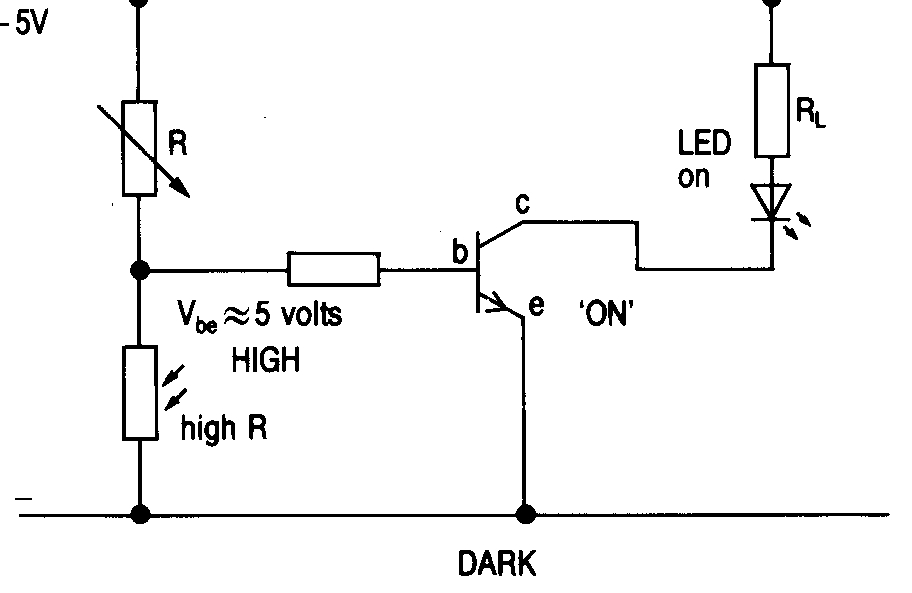 – 5V
R
R_L
LED
on
c
b
e
V_be ≈ 5 volts
'ON'
HIGH
high R
–
DARK